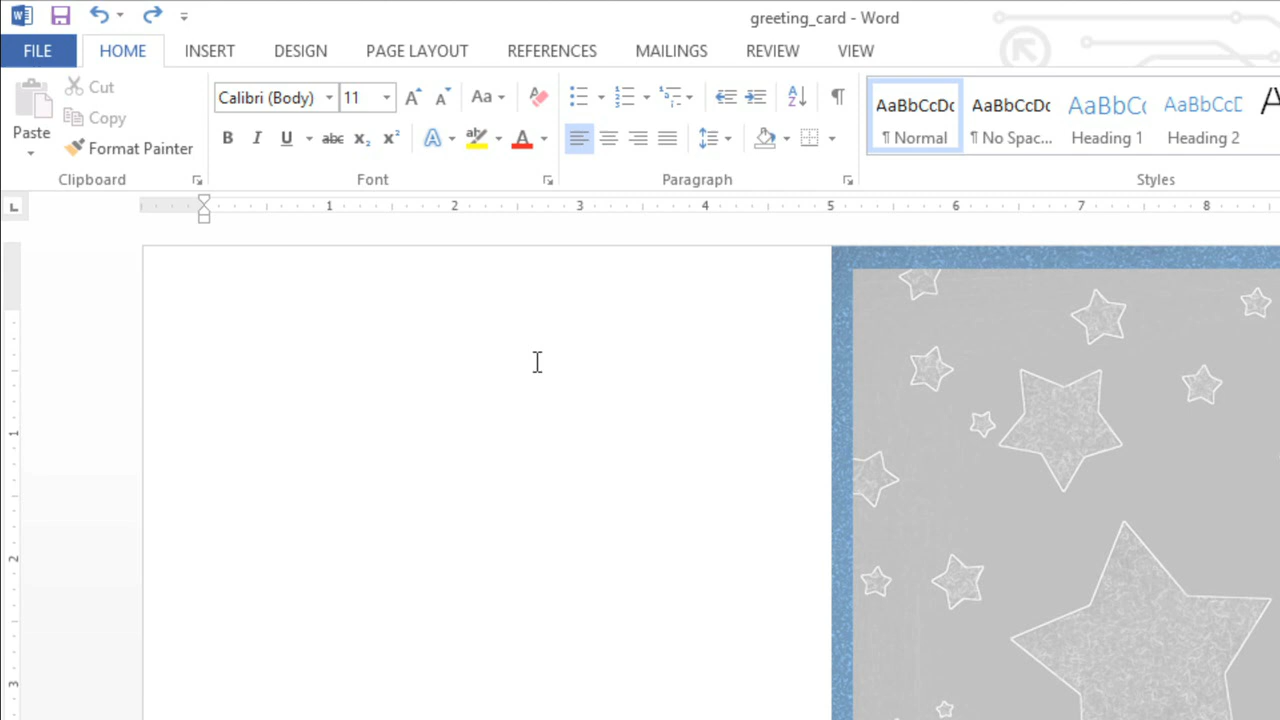 greeting_card - Word
FILE HOME INSERT DESIGN PAGE LAYOUT REFERENCES MAILINGS REVIEW VIEW
Paste
Cut
Copy
Format Painter
Clipboard
Calibri (Body) 11
Aa
B I U abc x₂ x² A ab A
Font
A Z ¶
Paragraph
AaBbCcDc AaBbCcDc AaBbCc AaBbCcD
¶ Normal ¶ No Spac... Heading 1 Heading 2
Styles
1 2 3 4 5 6 7 8
1
2
3